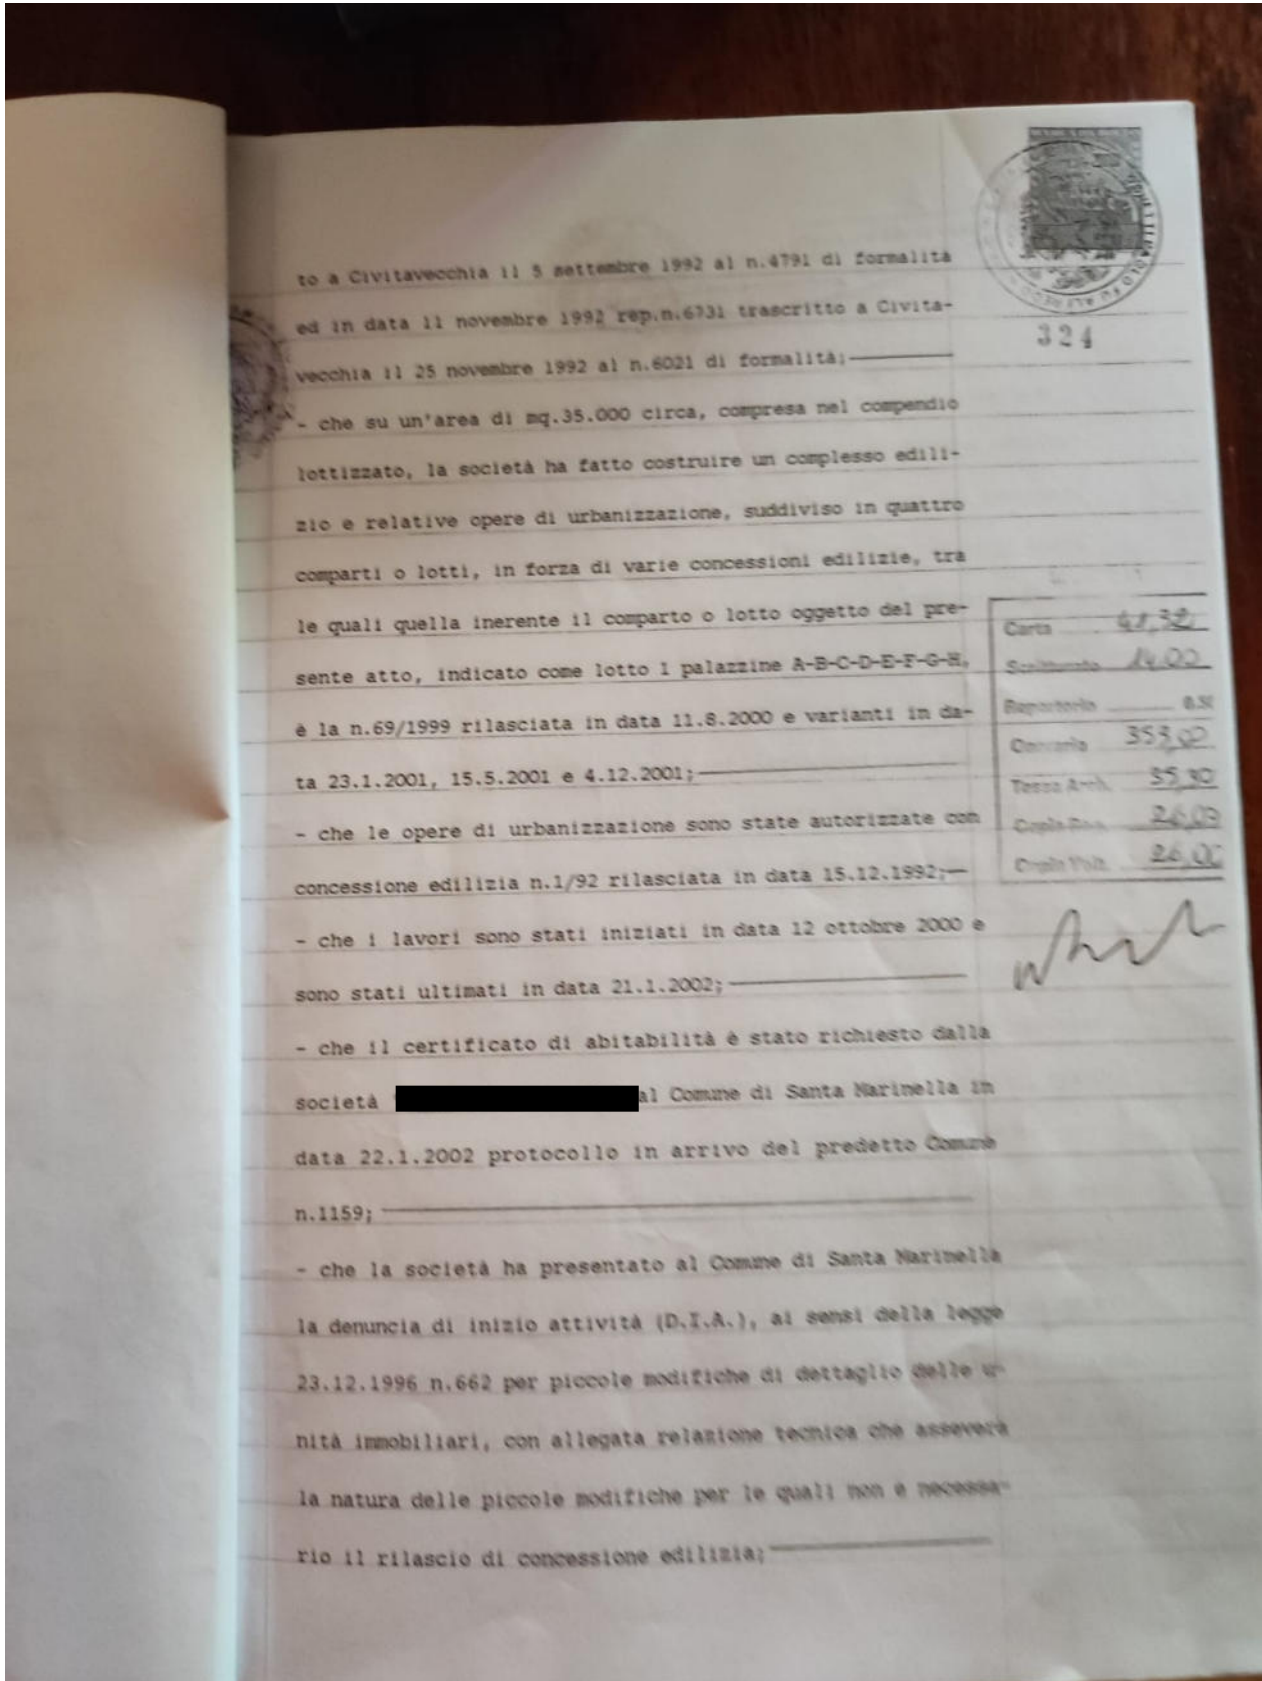 to a Civitavecchia il 5 settembre 1992 al n.4791 di formalità
ed in data 11 novembre 1992 rep.n.6731 trascritto a Civita-
vecchia il 25 novembre 1992 al n.6021 di formalità;
- che su un'area di mq.35.000 circa, compresa nel compendio
lottizzato, la società ha fatto costruire un complesso edili-
zio e relative opere di urbanizzazione, suddiviso in quattro
comparti o lotti, in forza di varie concessioni edilizie, tra
le quali quella inerente il comparto o lotto oggetto del pre-
sente atto, indicato come lotto 1 palazzine A-B-C-D-E-F-G-H,
è la n.69/1999 rilasciata in data 11.8.2000 e varianti in da-
ta 23.1.2001, 15.5.2001 e 4.12.2001;
- che le opere di urbanizzazione sono state autorizzate con
concessione edilizia n.1/92 rilasciata in data 15.12.1992;
- che i lavori sono stati iniziati in data 12 ottobre 2000 e
sono stati ultimati in data 21.1.2002;
- che il certificato di abitabilità è stato richiesto dalla
società al Comune di Santa Marinella in
data 22.1.2002 protocollo in arrivo del predetto Comune
n.1159;
- che la società ha presentato al Comune di Santa Marinella
la denuncia di inizio attività (D.I.A.), ai sensi della legge
23.12.1996 n.662 per piccole modifiche di dettaglio delle u-
nità immobiliari, con allegata relazione tecnica che assevera
la natura delle piccole modifiche per le quali non è necessa-
rio il rilascio di concessione edilizia;
324
Carta 41,32
Scritturato 14,00
Repertorio
Onorario 353,00
Tassa Arch. 35,30
Copia 26,00
Copia 26,00